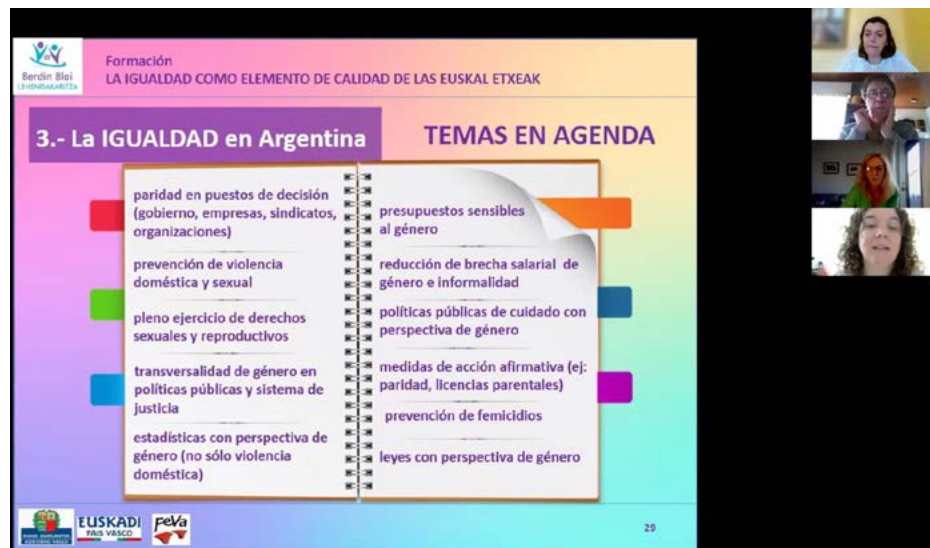 Berdin Bloi
LEHENDAKARITZA
Formación
LA IGUALDAD COMO ELEMENTO DE CALIDAD DE LAS EUSKAL ETXEAK
3.- La IGUALDAD en Argentina
TEMAS EN AGENDA
paridad en puestos de decisión
(gobierno, empresas, sindicatos,
organizaciones)
prevención de violencia
doméstica y sexual
pleno ejercicio de derechos
sexuales y reproductivos
transversalidad de género en
políticas públicas y sistema de
justicia
estadísticas con perspectiva de
género (no sólo violencia
doméstica)
presupuestos sensibles
al género
reducción de brecha salarial de
género e informalidad
políticas públicas de cuidado con
perspectiva de género
medidas de acción afirmativa (ej:
paridad, licencias parentales)
prevención de femicidios
leyes con perspectiva de género
EUSKADI
PAIS VASCO
FeVa
29